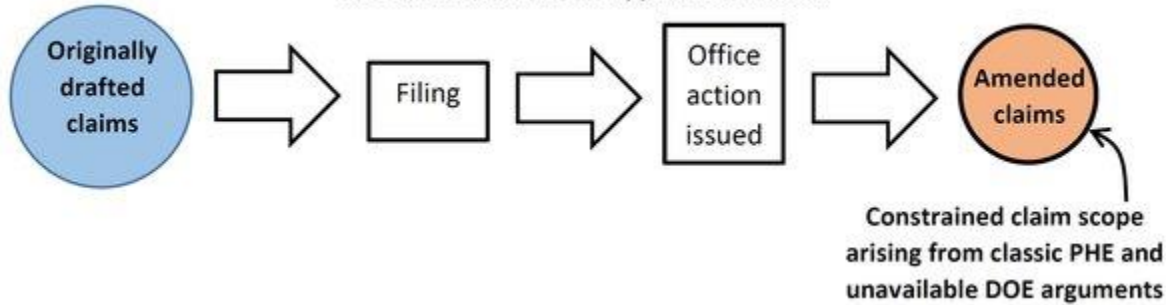 Originally
drafted
claims
Filing
Office
action
issued
Amended
claims
Constrained claim scope
arising from classic PHE and
unavailable DOE arguments